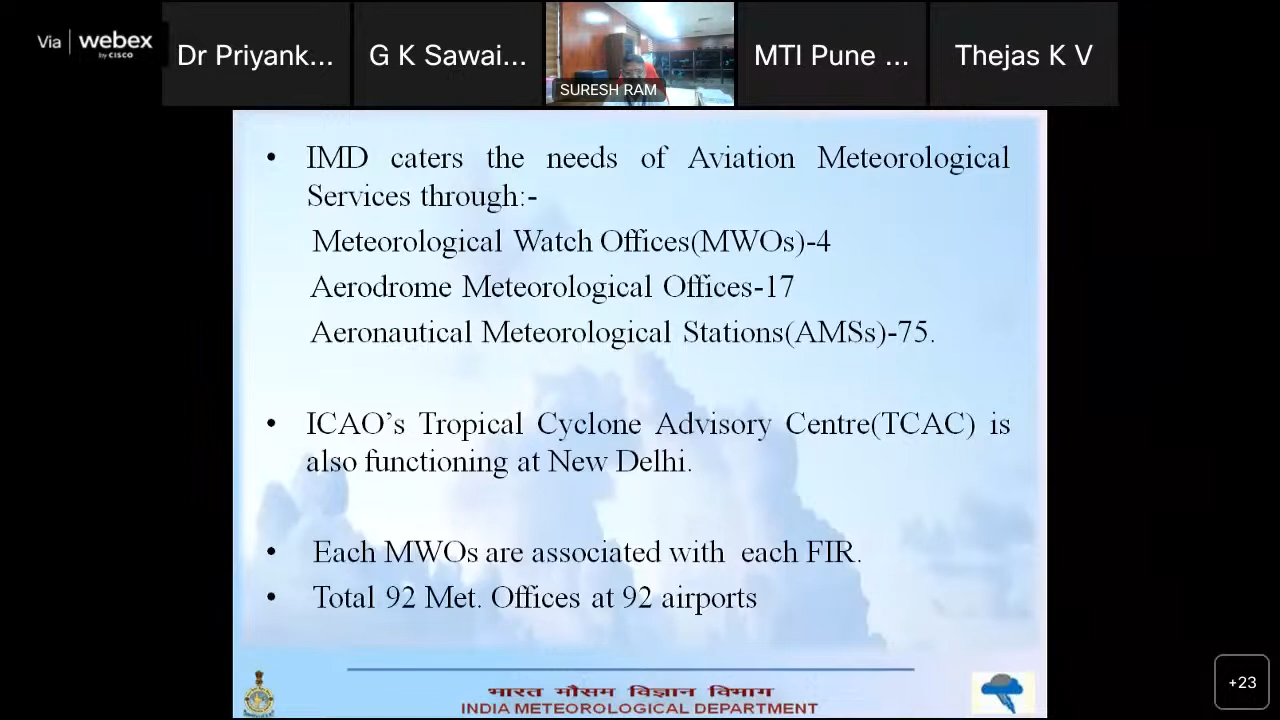 Via | webex
by CISCO
Dr Priyank...
G K Sawai...
SURESH RAM
MTI Pune ...
Thejas K V
• IMD caters the needs of Aviation Meteorological
Services through:-
Meteorological Watch Offices(MWOs)-4
Aerodrome Meteorological Offices-17
Aeronautical Meteorological Stations(AMSs)-75.
• ICAO’s Tropical Cyclone Advisory Centre(TCAC) is
also functioning at New Delhi.
• Each MWOs are associated with each FIR.
• Total 92 Met. Offices at 92 airports
भारत मौसम विज्ञान विभाग
INDIA METEOROLOGICAL DEPARTMENT
+23